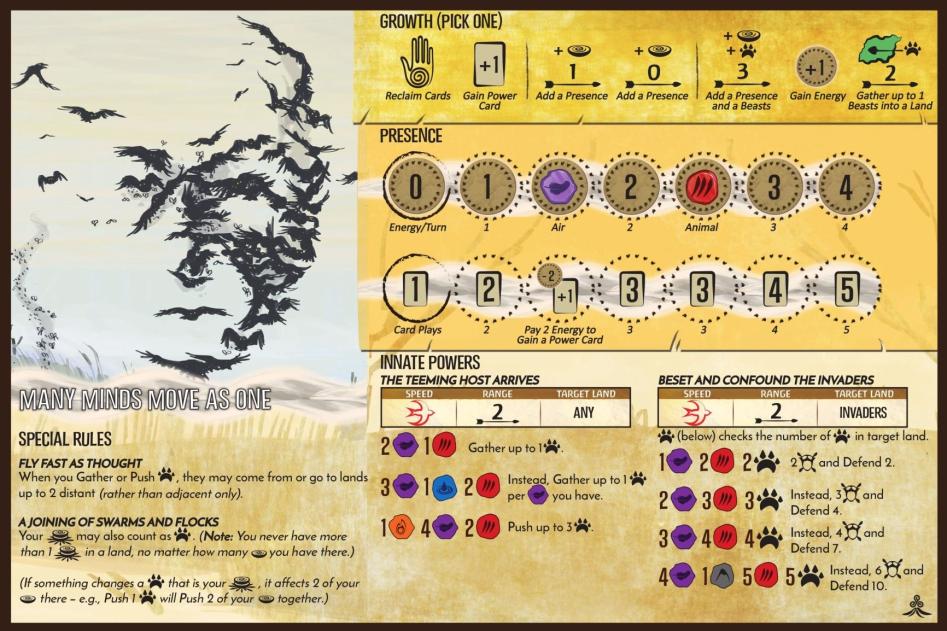 GROWTH (PICK ONE)
+1
+
1
+
0
+
+
3
+1
2
Reclaim Cards
Gain Power
Card
Add a Presence
Add a Presence
Add a Presence
and a Beasts
Gain Energy
Gather up to 1
Beasts into a Land
PRESENCE
0
1
2
3
4
Energy/Turn
1
Air
2
Animal
3
4
1
2
-2
+1
3
3
4
5
Card Plays
2
Pay 2 Energy to
Gain a Power Card
3
3
4
5
INNATE POWERS
THE TEEMING HOST ARRIVES
SPEED RANGE TARGET LAND
2 ANY
2 1 Gather up to 1 .
3 1 2 Instead, Gather up to 1
per you have.
1 4 2 Push up to 3 .
BESET AND CONFOUND THE INVADERS
SPEED RANGE TARGET LAND
2 INVADERS
(below) checks the number of in target land.
1 2 2 2 and Defend 2.
2 3 3 Instead, 3 and
Defend 4.
3 4 4 Instead, 4 and
Defend 7.
4 1 5 5 Instead, 6 and
Defend 10.
MANY MINDS MOVE AS ONE
SPECIAL RULES
FLY FAST AS THOUGHT
When you Gather or Push , they may come from or go to lands
up to 2 distant (rather than adjacent only).
A JOINING OF SWARMS AND FLOCKS
Your may also count as . (Note: You never have more
than 1 in a land, no matter how many you have there.)
(If something changes a that is your , it affects 2 of your
there – e.g., Push 1 will Push 2 of your together.)